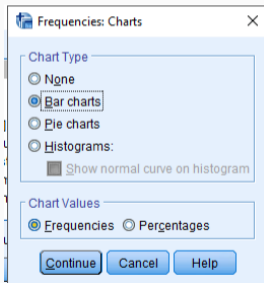 Frequencies: Charts
Chart Type
None
Bar charts
Pie charts
Histograms:
Show normal curve on histogram
Chart Values
Frequencies Percentages
Continue Cancel Help